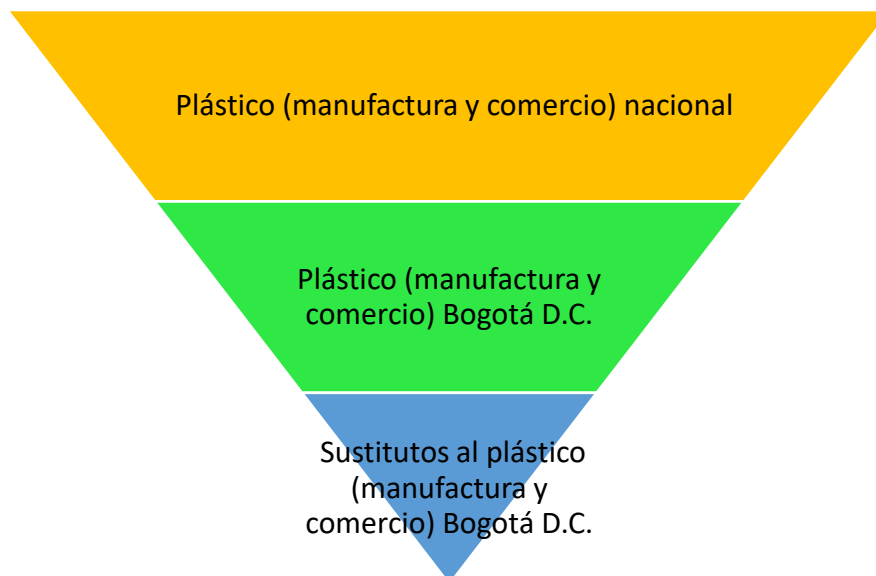 Plástico (manufactura y comercio) nacional
Plástico (manufactura y
comercio) Bogotá D.C.
Sustitutos al plástico
(manufactura y
comercio) Bogotá D.C.